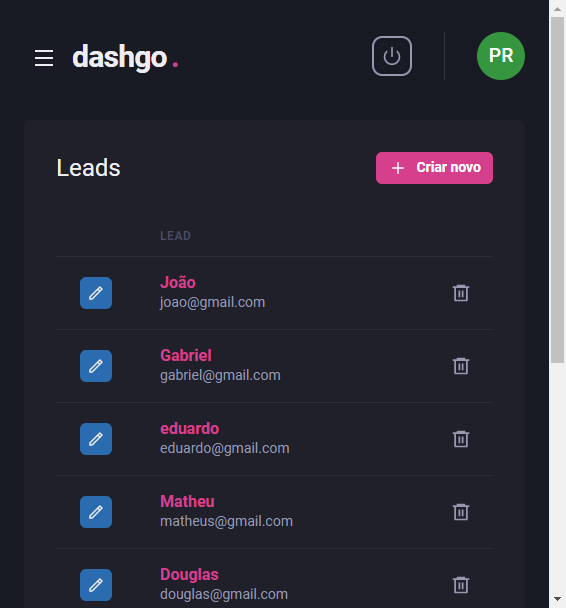 dashgo.
PR
Leads
Criar novo
LEAD
João
joao@gmail.com
Gabriel
gabriel@gmail.com
eduardo
eduardo@gmail.com
Matheu
matheus@gmail.com
Douglas
douglas@gmail.com